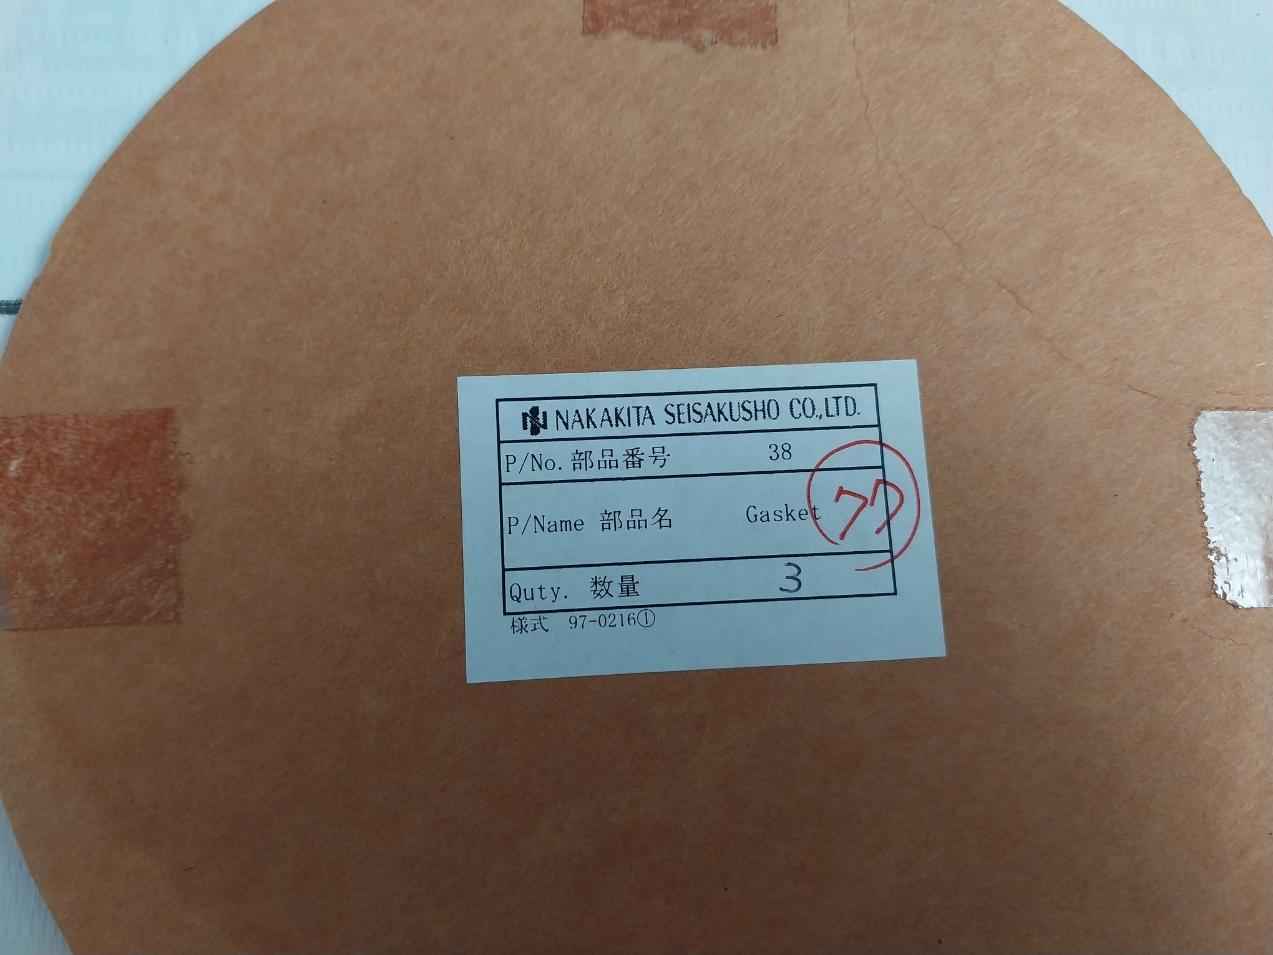 NAKAKITA SEISAKUSHO CO.,LTD.
P/No. 部品番号 38
P/Name 部品名 Gasket
77
Quty. 数量 3
様式 97-0216①